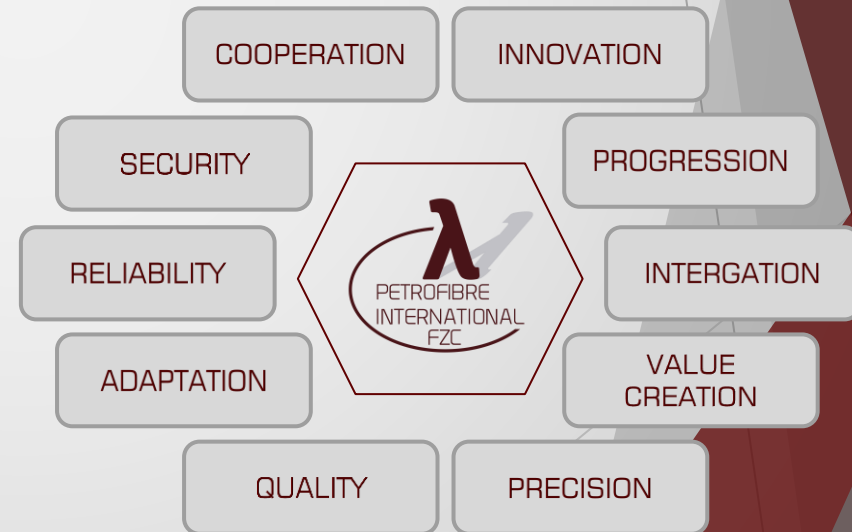 COOPERATION
INNOVATION
SECURITY
PROGRESSION
RELIABILITY
λ
PETROFIBRE
INTERNATIONAL
FZC
INTERGATION
ADAPTATION
VALUE
CREATION
QUALITY
PRECISION